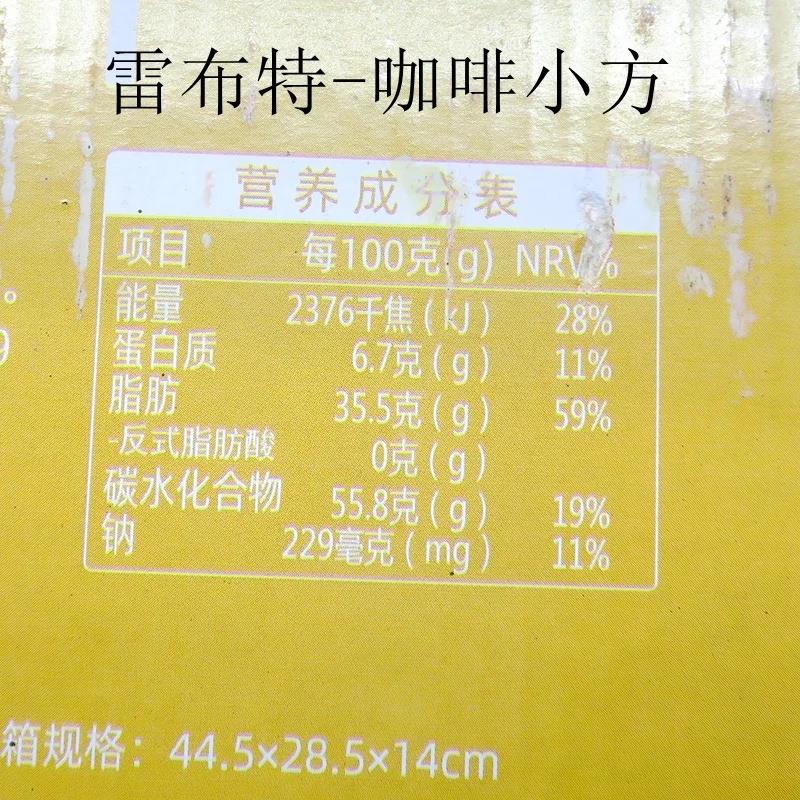 雷布特-咖啡小方
营养成分表
项目 每100克(g) NRV%
能量 2376千焦(kJ) 28%
蛋白质 6.7克(g) 11%
脂肪 35.5克(g) 59%
-反式脂肪酸 0克(g)
碳水化合物 55.8克(g) 19%
钠 229毫克(mg) 11%
。
9
箱规格：44.5×28.5×14cm